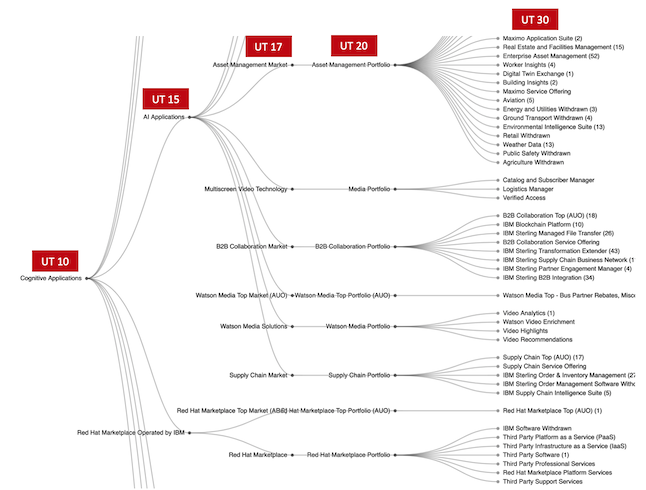 UT 30
UT 17
UT 20
Maximo Application Suite (2)
Real Estate and Facilities Management (15)
Enterprise Asset Management (52)
Asset Management Market
Asset Management Portfolio
Worker Insights (4)
Digital Twin Exchange (1)
Building Insights (2)
Maximo Service Offering
UT 15
Aviation (5)
Energy and Utilities Withdrawn (3)
AI Applications
Ground Transport Withdrawn (4)
Environmental Intelligence Suite (13)
Retail Withdrawn
Weather Data (13)
Public Safety Withdrawn
Agriculture Withdrawn
Catalog and Subscriber Manager
Multiscreen Video Technology
Media Portfolio
Logistics Manager
Verified Access
B2B Collaboration Top (AUO) (18)
IBM Blockchain Platform (10)
IBM Sterling Managed File Transfer (26)
B2B Collaboration Market
B2B Collaboration Portfolio
B2B Collaboration Service Offering
IBM Sterling Transformation Extender (43)
UT 10
IBM Sterling Supply Chain Business Network (1
IBM Sterling Partner Engagement Manager (4)
Cognitive Applications
IBM Sterling B2B Integration (34)
Watson Media Top Market (AUO)
Watson Media Top Portfolio (AUO)
Watson Media Top - Bus Partner Rebates, Misc
Video Analytics (1)
Watson Video Enrichment
Watson Media Solutions
Watson Media Portfolio
Video Highlights
Video Recommendations
Supply Chain Top (AUO) (17)
Supply Chain Service Offering
Supply Chain Market
Supply Chain Portfolio
IBM Sterling Order & Inventory Management (27
IBM Sterling Order Management Software Withd
IBM Supply Chain Intelligence Suite (5)
Red Hat Marketplace Top Market
Hat Marketplace Top Portfolio (AUO)
Red Hat Marketplace Top (AUO) (1)
IBM Software Withdrawn
Red Hat Marketplace Operated by IBM
Third Party Platform as a Service (PaaS)
Third Party Infrastructure as a Service (IaaS)
Red Hat Marketplace
Red Hat Marketplace Portfolio
Third Party Software (1)
Third Party Professional Services
Red Hat Marketplace Platform Services
Third Party Support Services